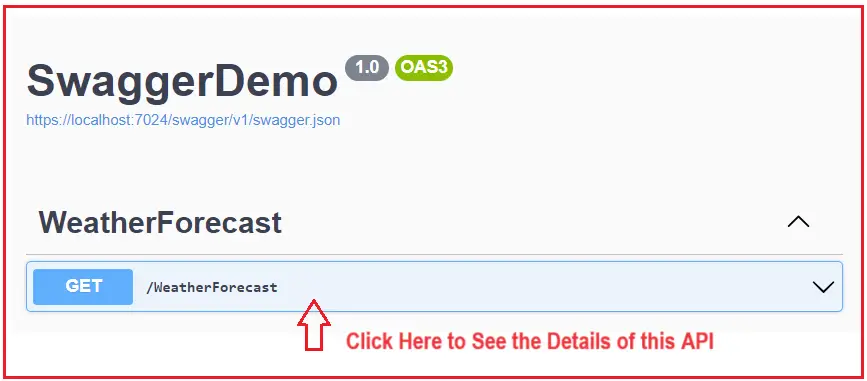 SwaggerDemo 1.0 OAS3
https://localhost:7024/swagger/v1/swagger.json
WeatherForecast
GET /WeatherForecast
Click Here to See the Details of this API